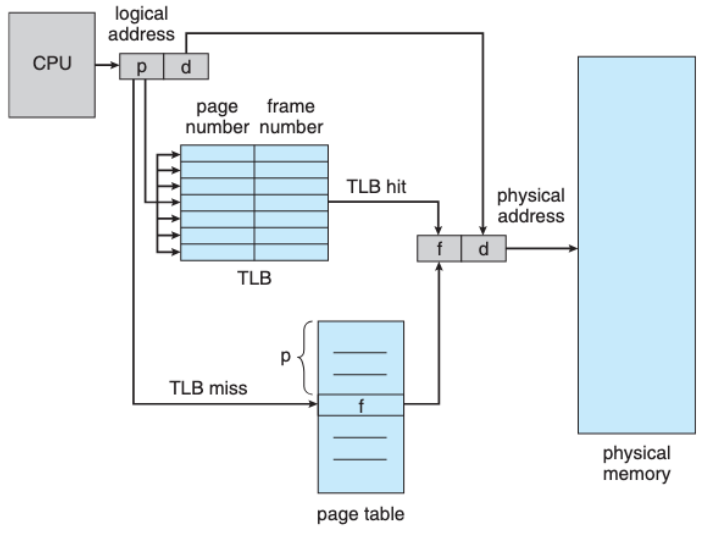 logical
address
CPU
p
d
page
number
frame
number
TLB hit
TLB
physical
address
f
d
p
TLB miss
f
page table
physical
memory